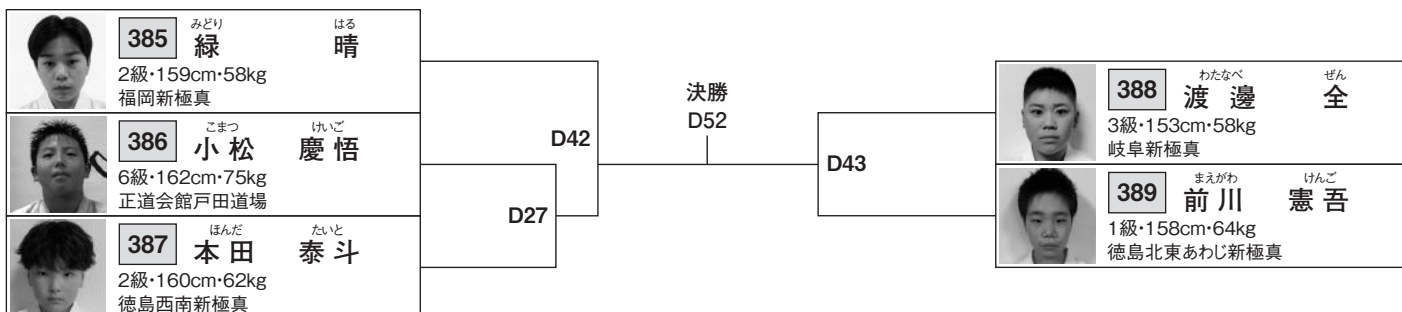 みどり はる
385 緑 晴
2級・159cm・58kg
福岡新極真
こまつ けいご
386 小松 慶悟
6級・162cm・75kg
正道会館戸田道場
ほんだ たいと
387 本田 泰斗
2級・160cm・62kg
徳島西南新極真
D42
D27
決勝
D52
D43
わたなべ ぜん
388 渡邊 全
3級・153cm・58kg
岐阜新極真
まえがわ けんご
389 前川 憲吾
1級・158cm・64kg
徳島北東あわじ新極真